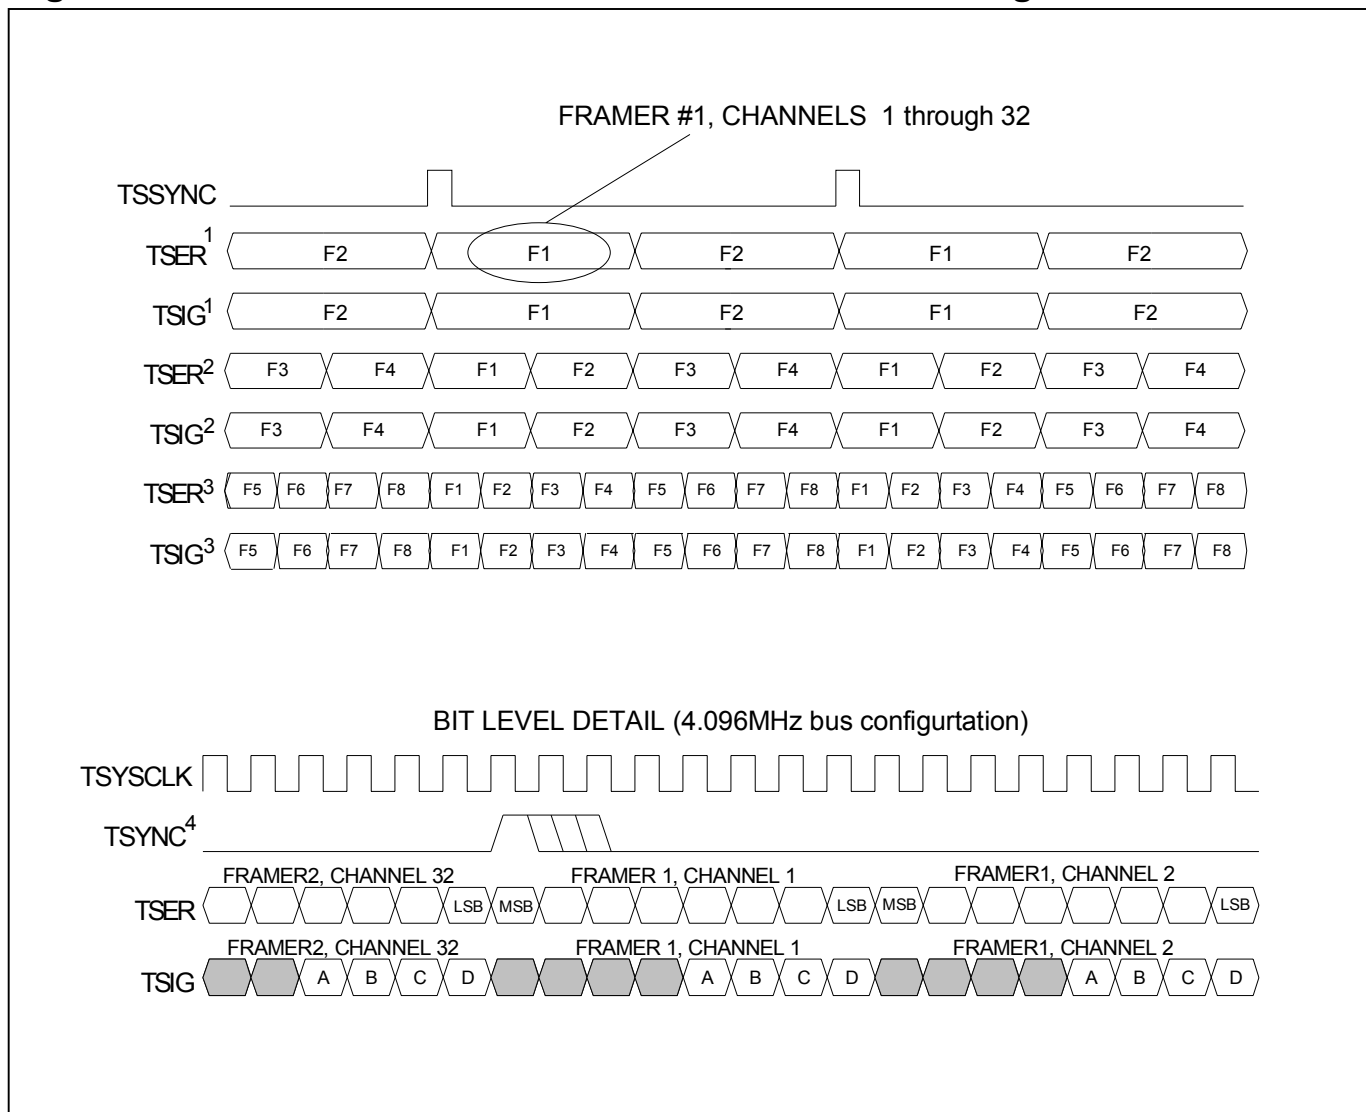 FRAMER #1, CHANNELS 1 through 32
TSSYNC
TSER1 F2 F1 F2 F1 F2
TSIG1 F2 F1 F2 F1 F2
TSER2 F3 F4 F1 F2 F3 F4 F1 F2 F3 F4
TSIG2 F3 F4 F1 F2 F3 F4 F1 F2 F3 F4
TSER3 F5 F6 F7 F8 F1 F2 F3 F4 F5 F6 F7 F8 F1 F2 F3 F4 F5 F6 F7 F8
TSIG3 F5 F6 F7 F8 F1 F2 F3 F4 F5 F6 F7 F8 F1 F2 F3 F4 F5 F6 F7 F8
BIT LEVEL DETAIL (4.096MHz bus configurtation)
TSYSCLK
TSYNC4
FRAMER2, CHANNEL 32 FRAMER 1, CHANNEL 1 FRAMER1, CHANNEL 2
TSER LSB MSB LSB MSB LSB
FRAMER2, CHANNEL 32 FRAMER 1, CHANNEL 1 FRAMER1, CHANNEL 2
TSIG A B C D A B C D A B C D